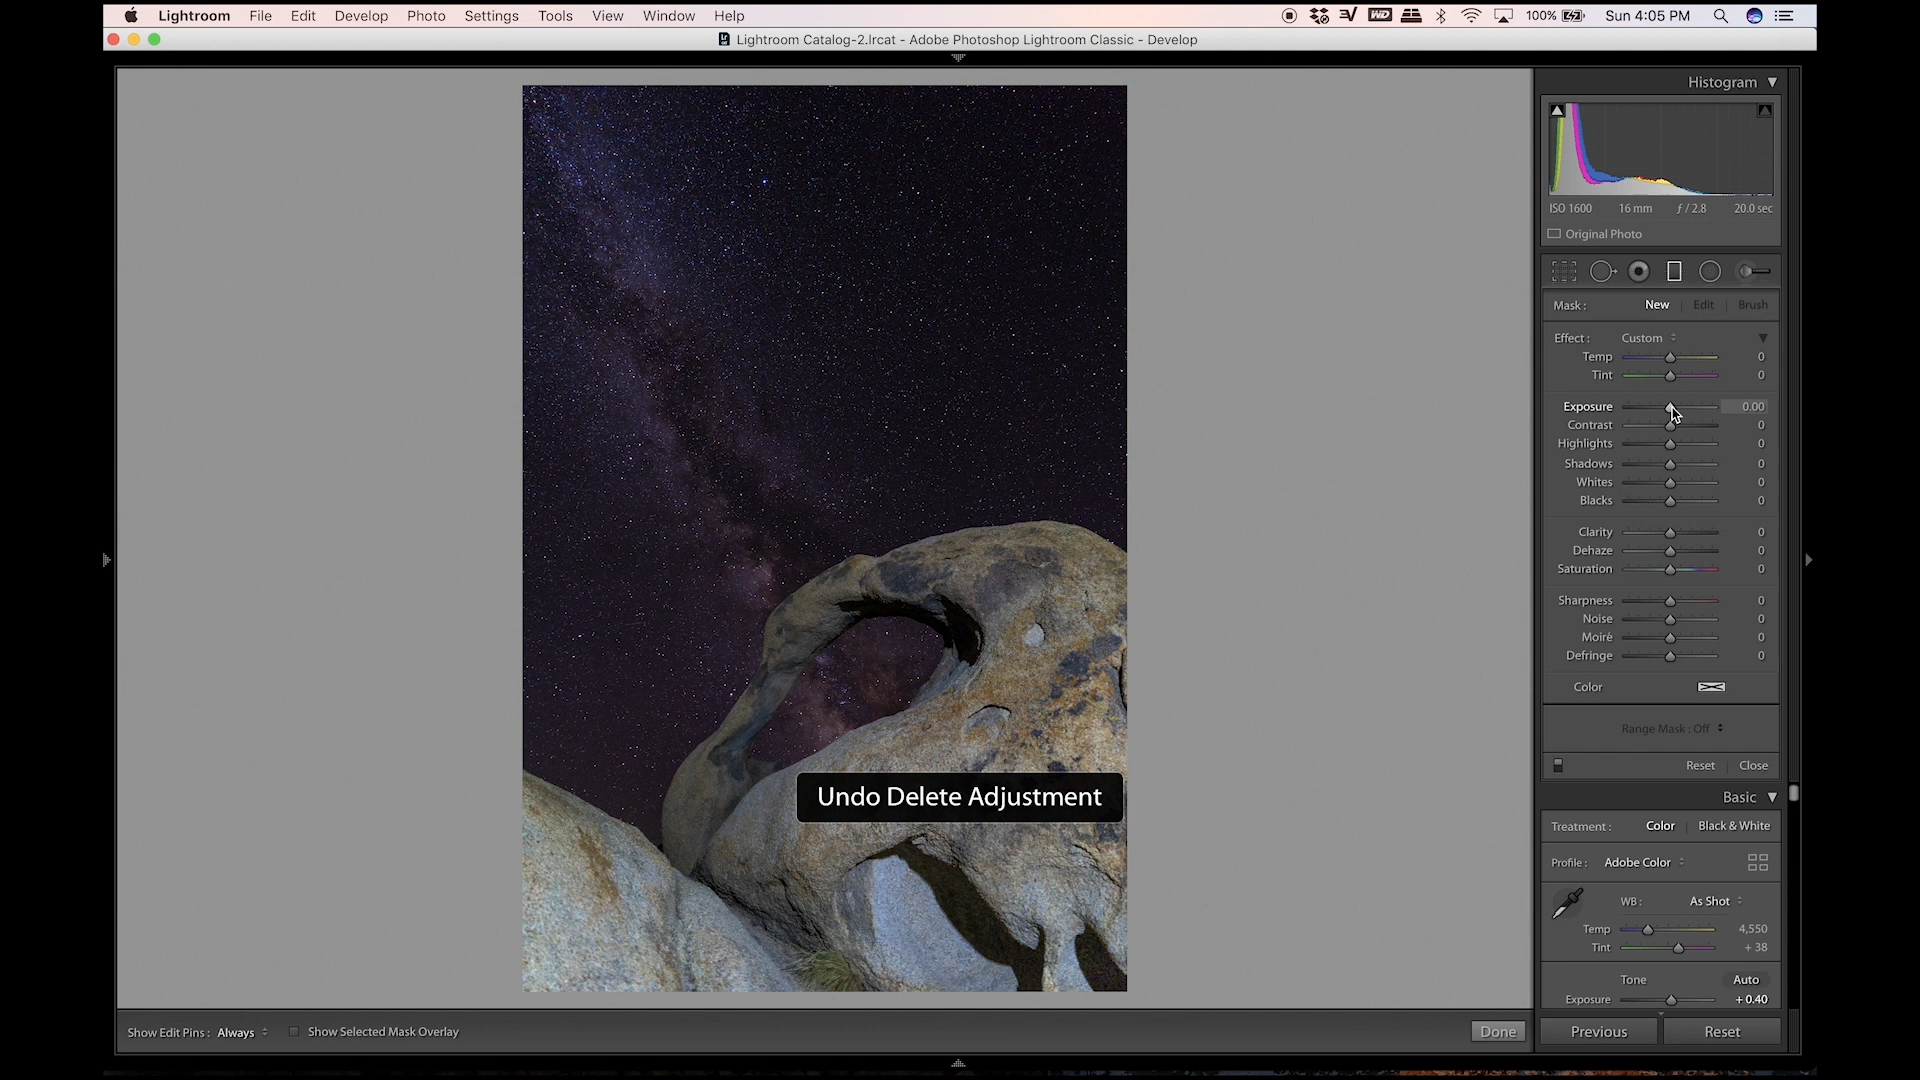 Lightroom File Edit Develop Photo Settings Tools View Window Help
WD 100% Sun 4:05 PM
Lr Lightroom Catalog-2.lrcat - Adobe Photoshop Lightroom Classic - Develop
Histogram
ISO 1600 16 mm ƒ / 2.8 20.0 sec
Original Photo
Mask : New Edit Brush
Effect : Custom
Temp 0
Tint 0
Exposure 0.00
Contrast 0
Highlights 0
Shadows 0
Whites 0
Blacks 0
Clarity 0
Dehaze 0
Saturation 0
Sharpness 0
Noise 0
Moiré 0
Defringe 0
Color
Range Mask : Off
Reset Close
Undo Delete Adjustment
Basic
Treatment : Color Black & White
Profile : Adobe Color
WB : As Shot
Temp 4,550
Tint + 38
Tone Auto
Exposure + 0.40
Show Edit Pins : Always Show Selected Mask Overlay Done Previous Reset